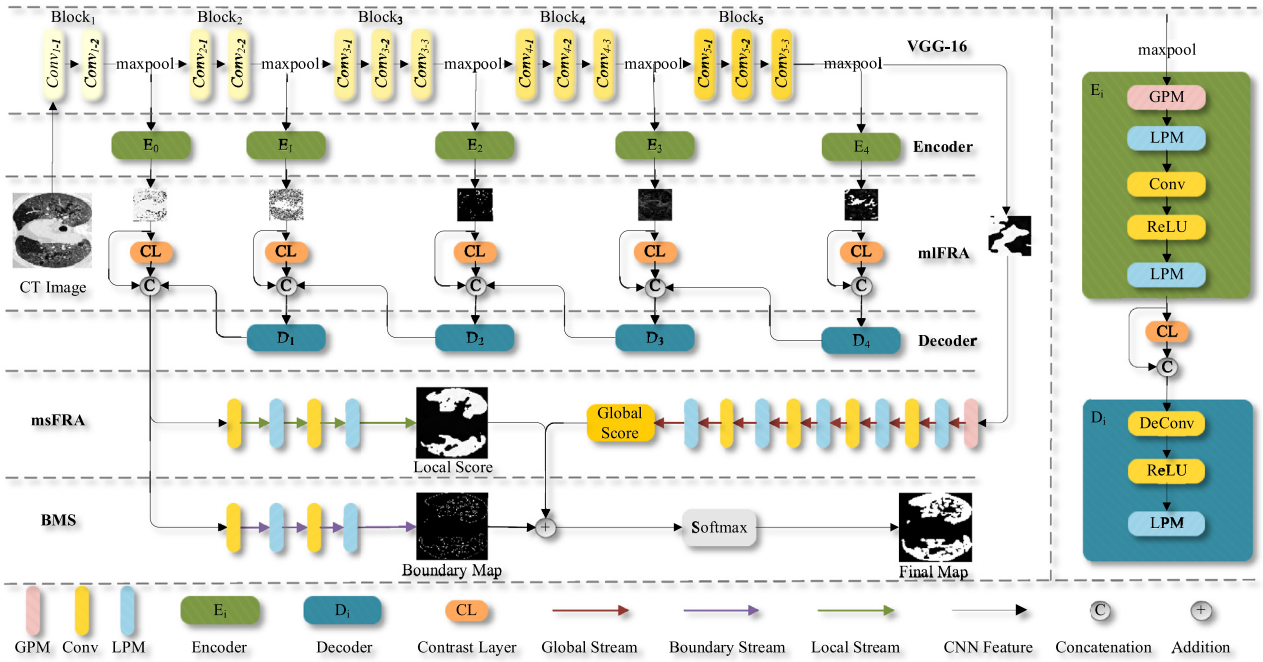 Block1 Block2 Block3 Block4 Block5
Conv1-1 Conv1-2 maxpool Conv2-1 Conv2-2 maxpool Conv3-1 Conv3-2 Conv3-3 maxpool Conv4-1 Conv4-2 Conv4-3 maxpool Conv5-1 Conv5-2 Conv5-3 maxpool
VGG-16
E0 E1 E2 E3 E4 Encoder
CL CL CL CL CL mlFRA
C C C C C
CT Image
D1 D2 D3 D4 Decoder
msFRA
Local Score
Global
Score
BMS
Boundary Map
+
Softmax
Final Map
maxpool
Ei
GPM
LPM
Conv
ReLU
LPM
CL
C
Di
DeConv
ReLU
LPM
Ei Di CL C +
GPM Conv LPM Encoder Decoder Contrast Layer Global Stream Boundary Stream Local Stream CNN Feature Concatenation Addition